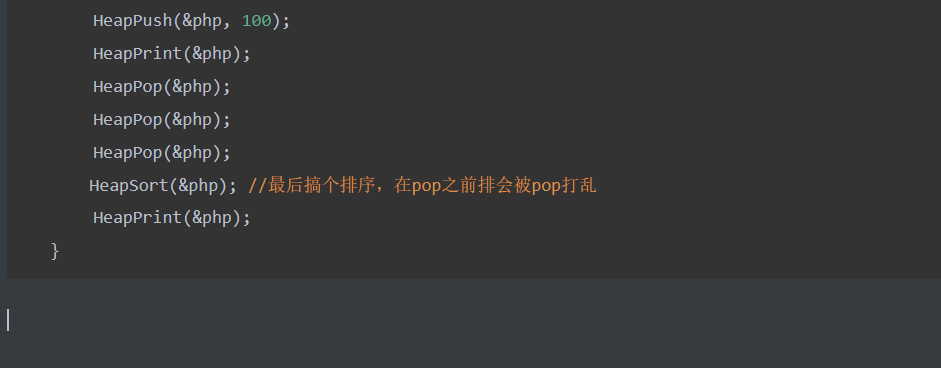 HeapPush(&php, 100);
HeapPrint(&php);
HeapPop(&php);
HeapPop(&php);
HeapPop(&php);
HeapSort(&php); //最后搞个排序，在pop之前排会被pop打乱
HeapPrint(&php);
}